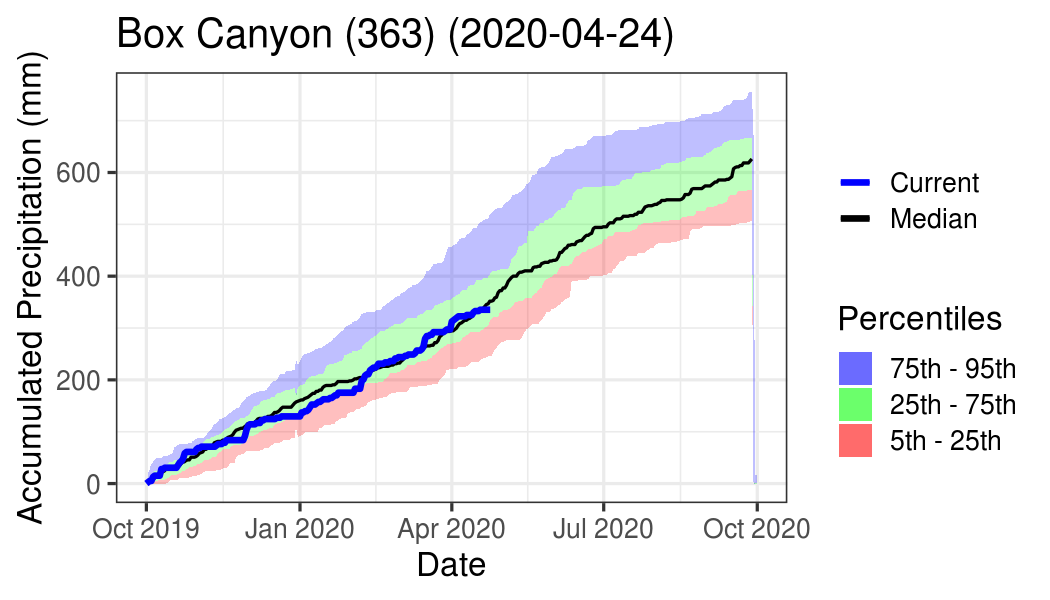 Box Canyon (363) (2020-04-24)
Accumulated Precipitation (mm)
600
400
200
0
Oct 2019 Jan 2020 Apr 2020 Jul 2020 Oct 2020
Date
Current
Median
Percentiles
75th - 95th
25th - 75th
5th - 25th